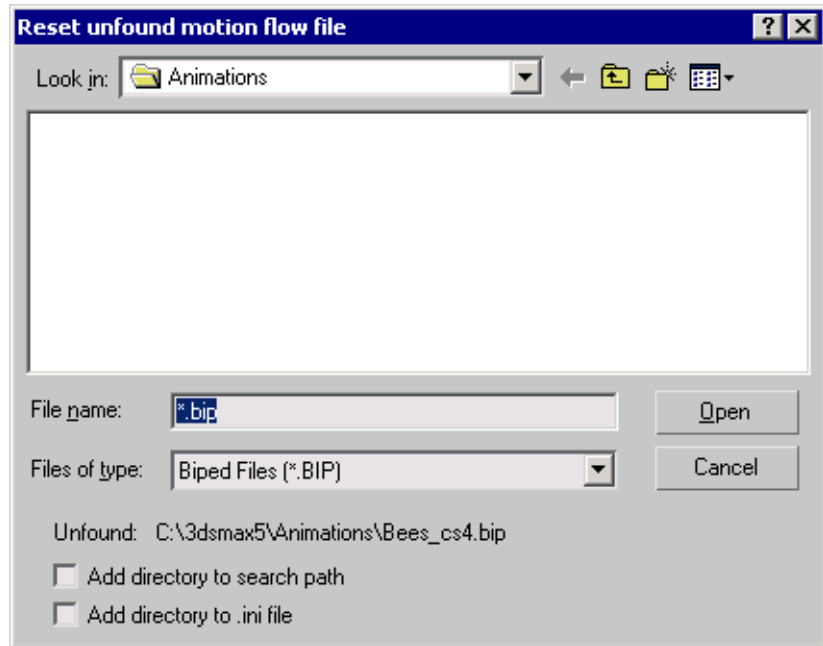 Reset unfound motion flow file
Look in: Animations
File name: *.bip Open
Files of type: Biped Files (*.BIP) Cancel
Unfound: C:\3dsmax5\Animations\Bees_cs4.bip
Add directory to search path
Add directory to .ini file